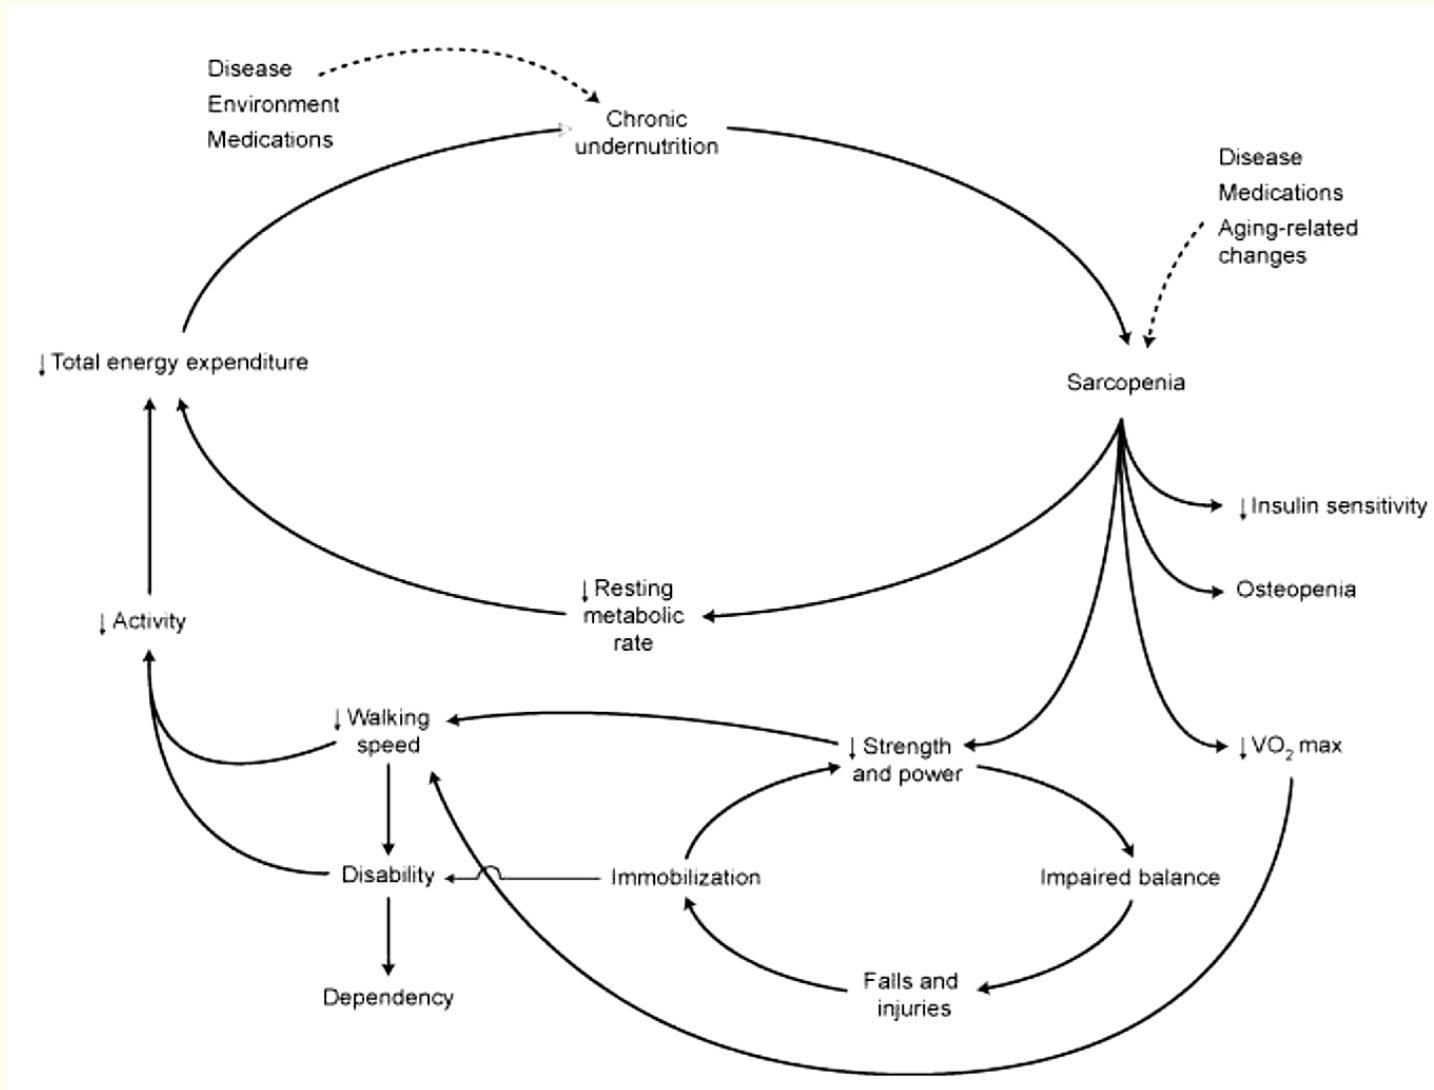 Disease
Environment
Medications
Chronic
undernutrition
Disease
Medications
Aging-related
changes
↓Total energy expenditure
Sarcopenia
↓Insulin sensitivity
Osteopenia
↓Resting
metabolic
rate
↓Activity
↓Walking
speed
↓Strength
and power
↓VO₂ max
Disability
Immobilization
Impaired balance
Falls and
injuries
Dependency